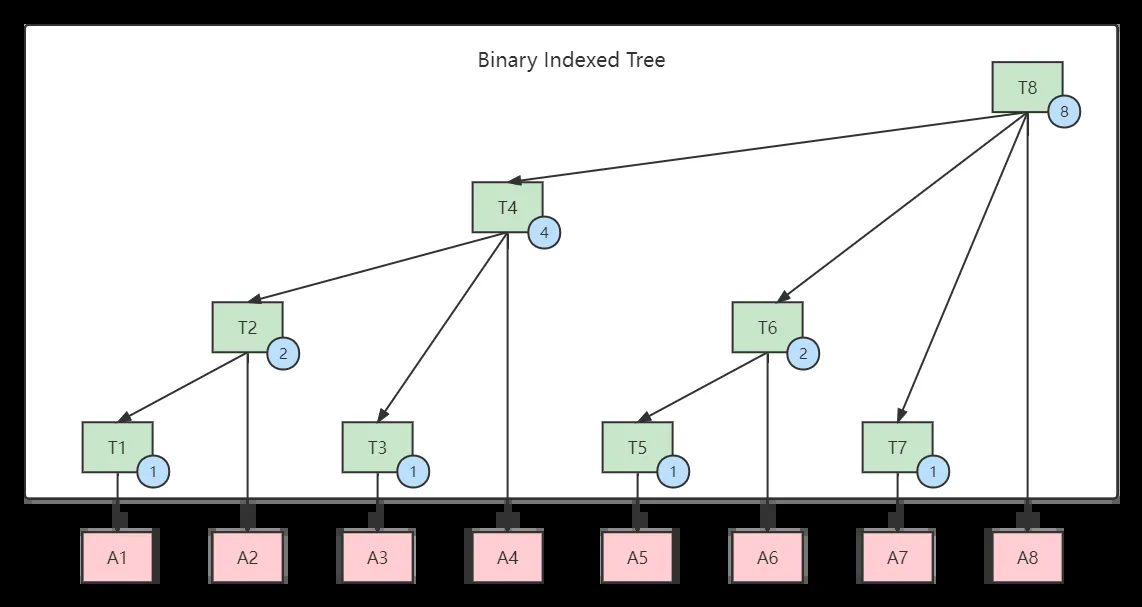 Binary Indexed Tree
T8
8
T4
4
T2
2
T6
2
T1
1
T3
1
T5
1
T7
1
A1 A2 A3 A4 A5 A6 A7 A8